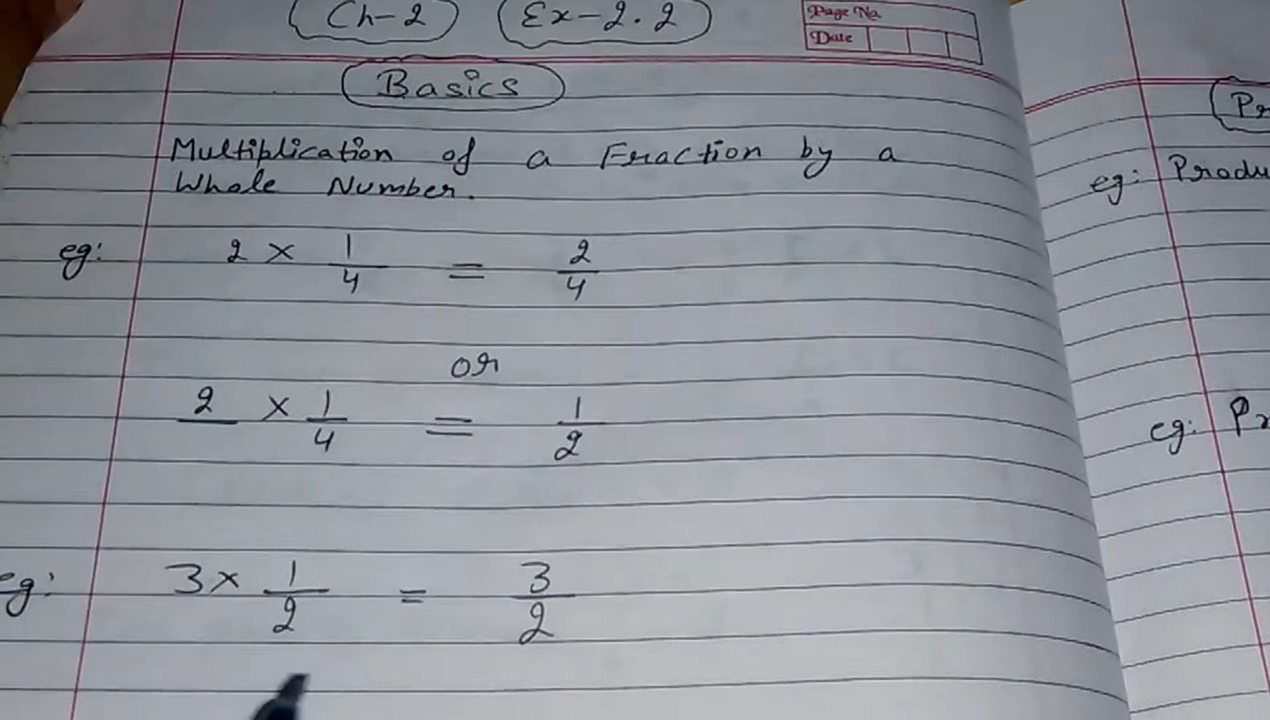 Ch-2 Ex-2.2
Page No.
Date
Basics
Multiplication of a Fraction by a
Whole Number.
eg: 2 × 1/4 = 2/4
or
2 × 1/4 = 1/2
eg: 3 × 1/2 = 3/2
eg:
eg: